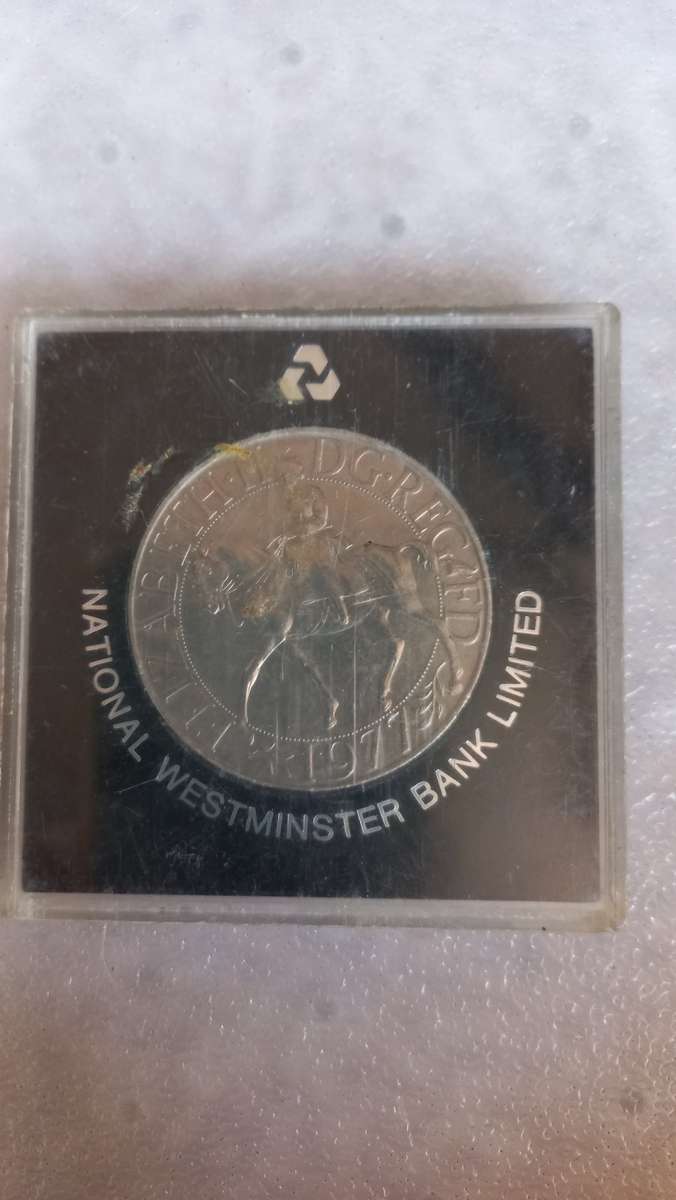 ELIZABETH·II·D·G·REG·F·D
1977
NATIONAL WESTMINSTER BANK LIMITED